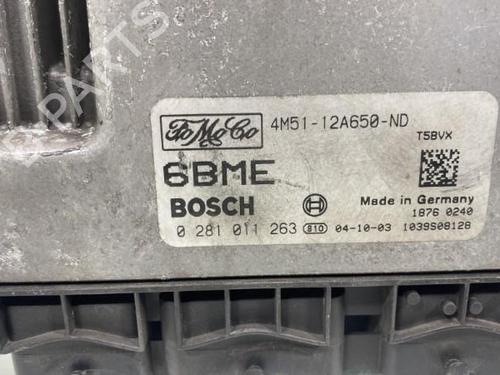 FoMoCo 4M51-12A650-ND
T5BVX
6BME
BOSCH Made in Germany
1876 0240
0 281 011 263 810 04-10-03 1039S08128
PARTS